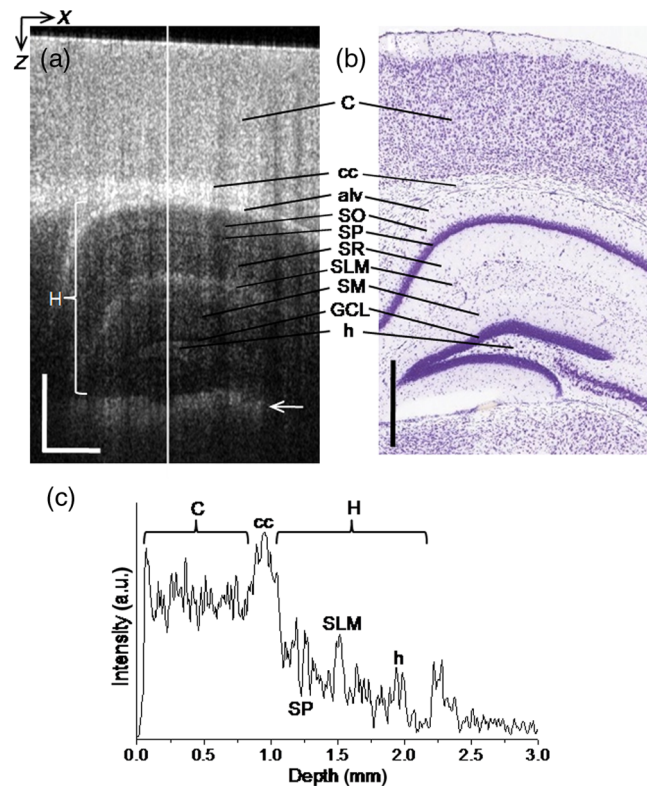 x
z
(a)
(b)
C
cc
alv
SO
SP
SR
SLM
SM
GCL
h
H
(c)
C
cc
H
SLM
h
SP
Intensity (a.u.)
0.0 0.5 1.0 1.5 2.0 2.5 3.0
Depth (mm)